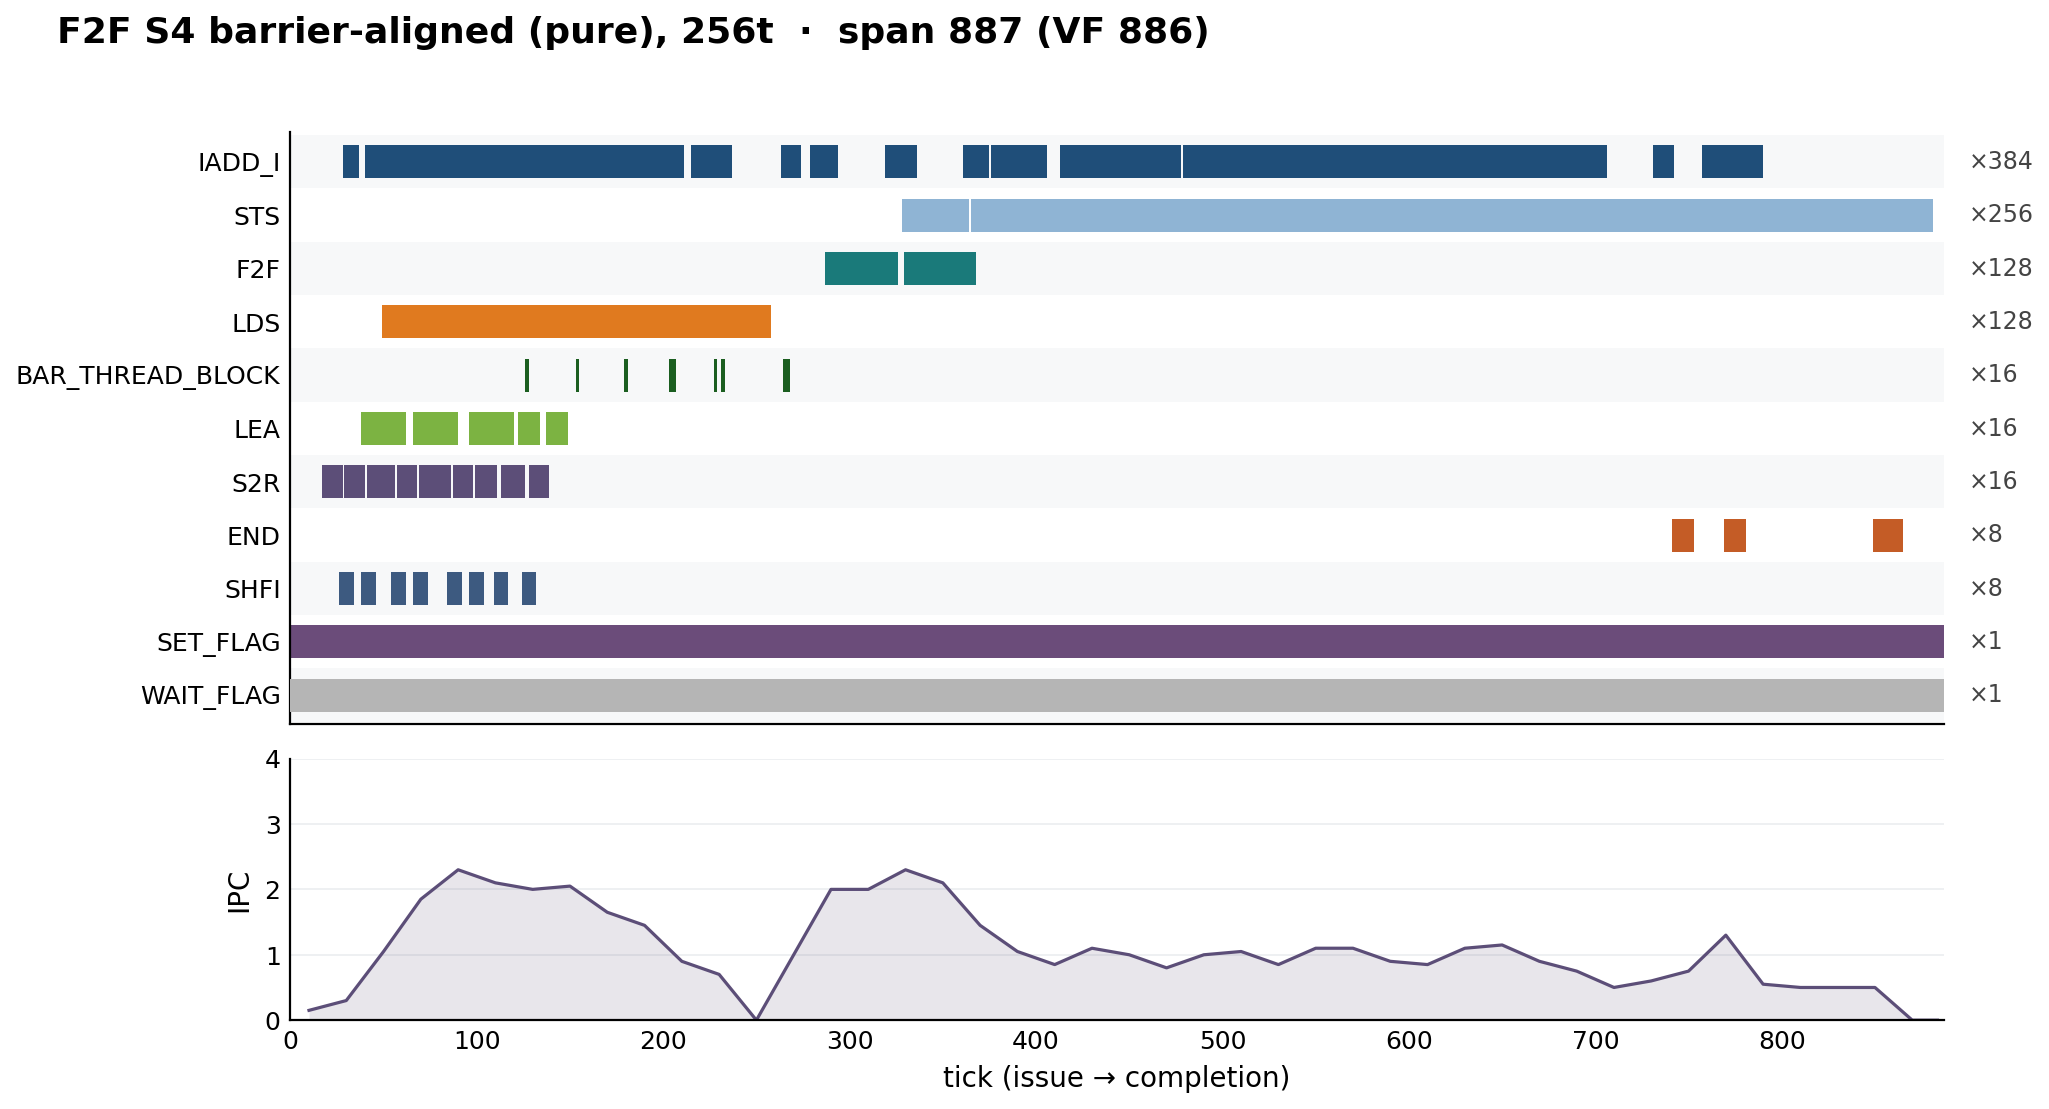 F2F S4 barrier-aligned (pure), 256t · span 887 (VF 886)
IADD_I ×384
STS ×256
F2F ×128
LDS ×128
BAR_THREAD_BLOCK ×16
LEA ×16
S2R ×16
END ×8
SHFI ×8
SET_FLAG ×1
WAIT_FLAG ×1
4
3
2
1
0
IPC
0 100 200 300 400 500 600 700 800
tick (issue → completion)